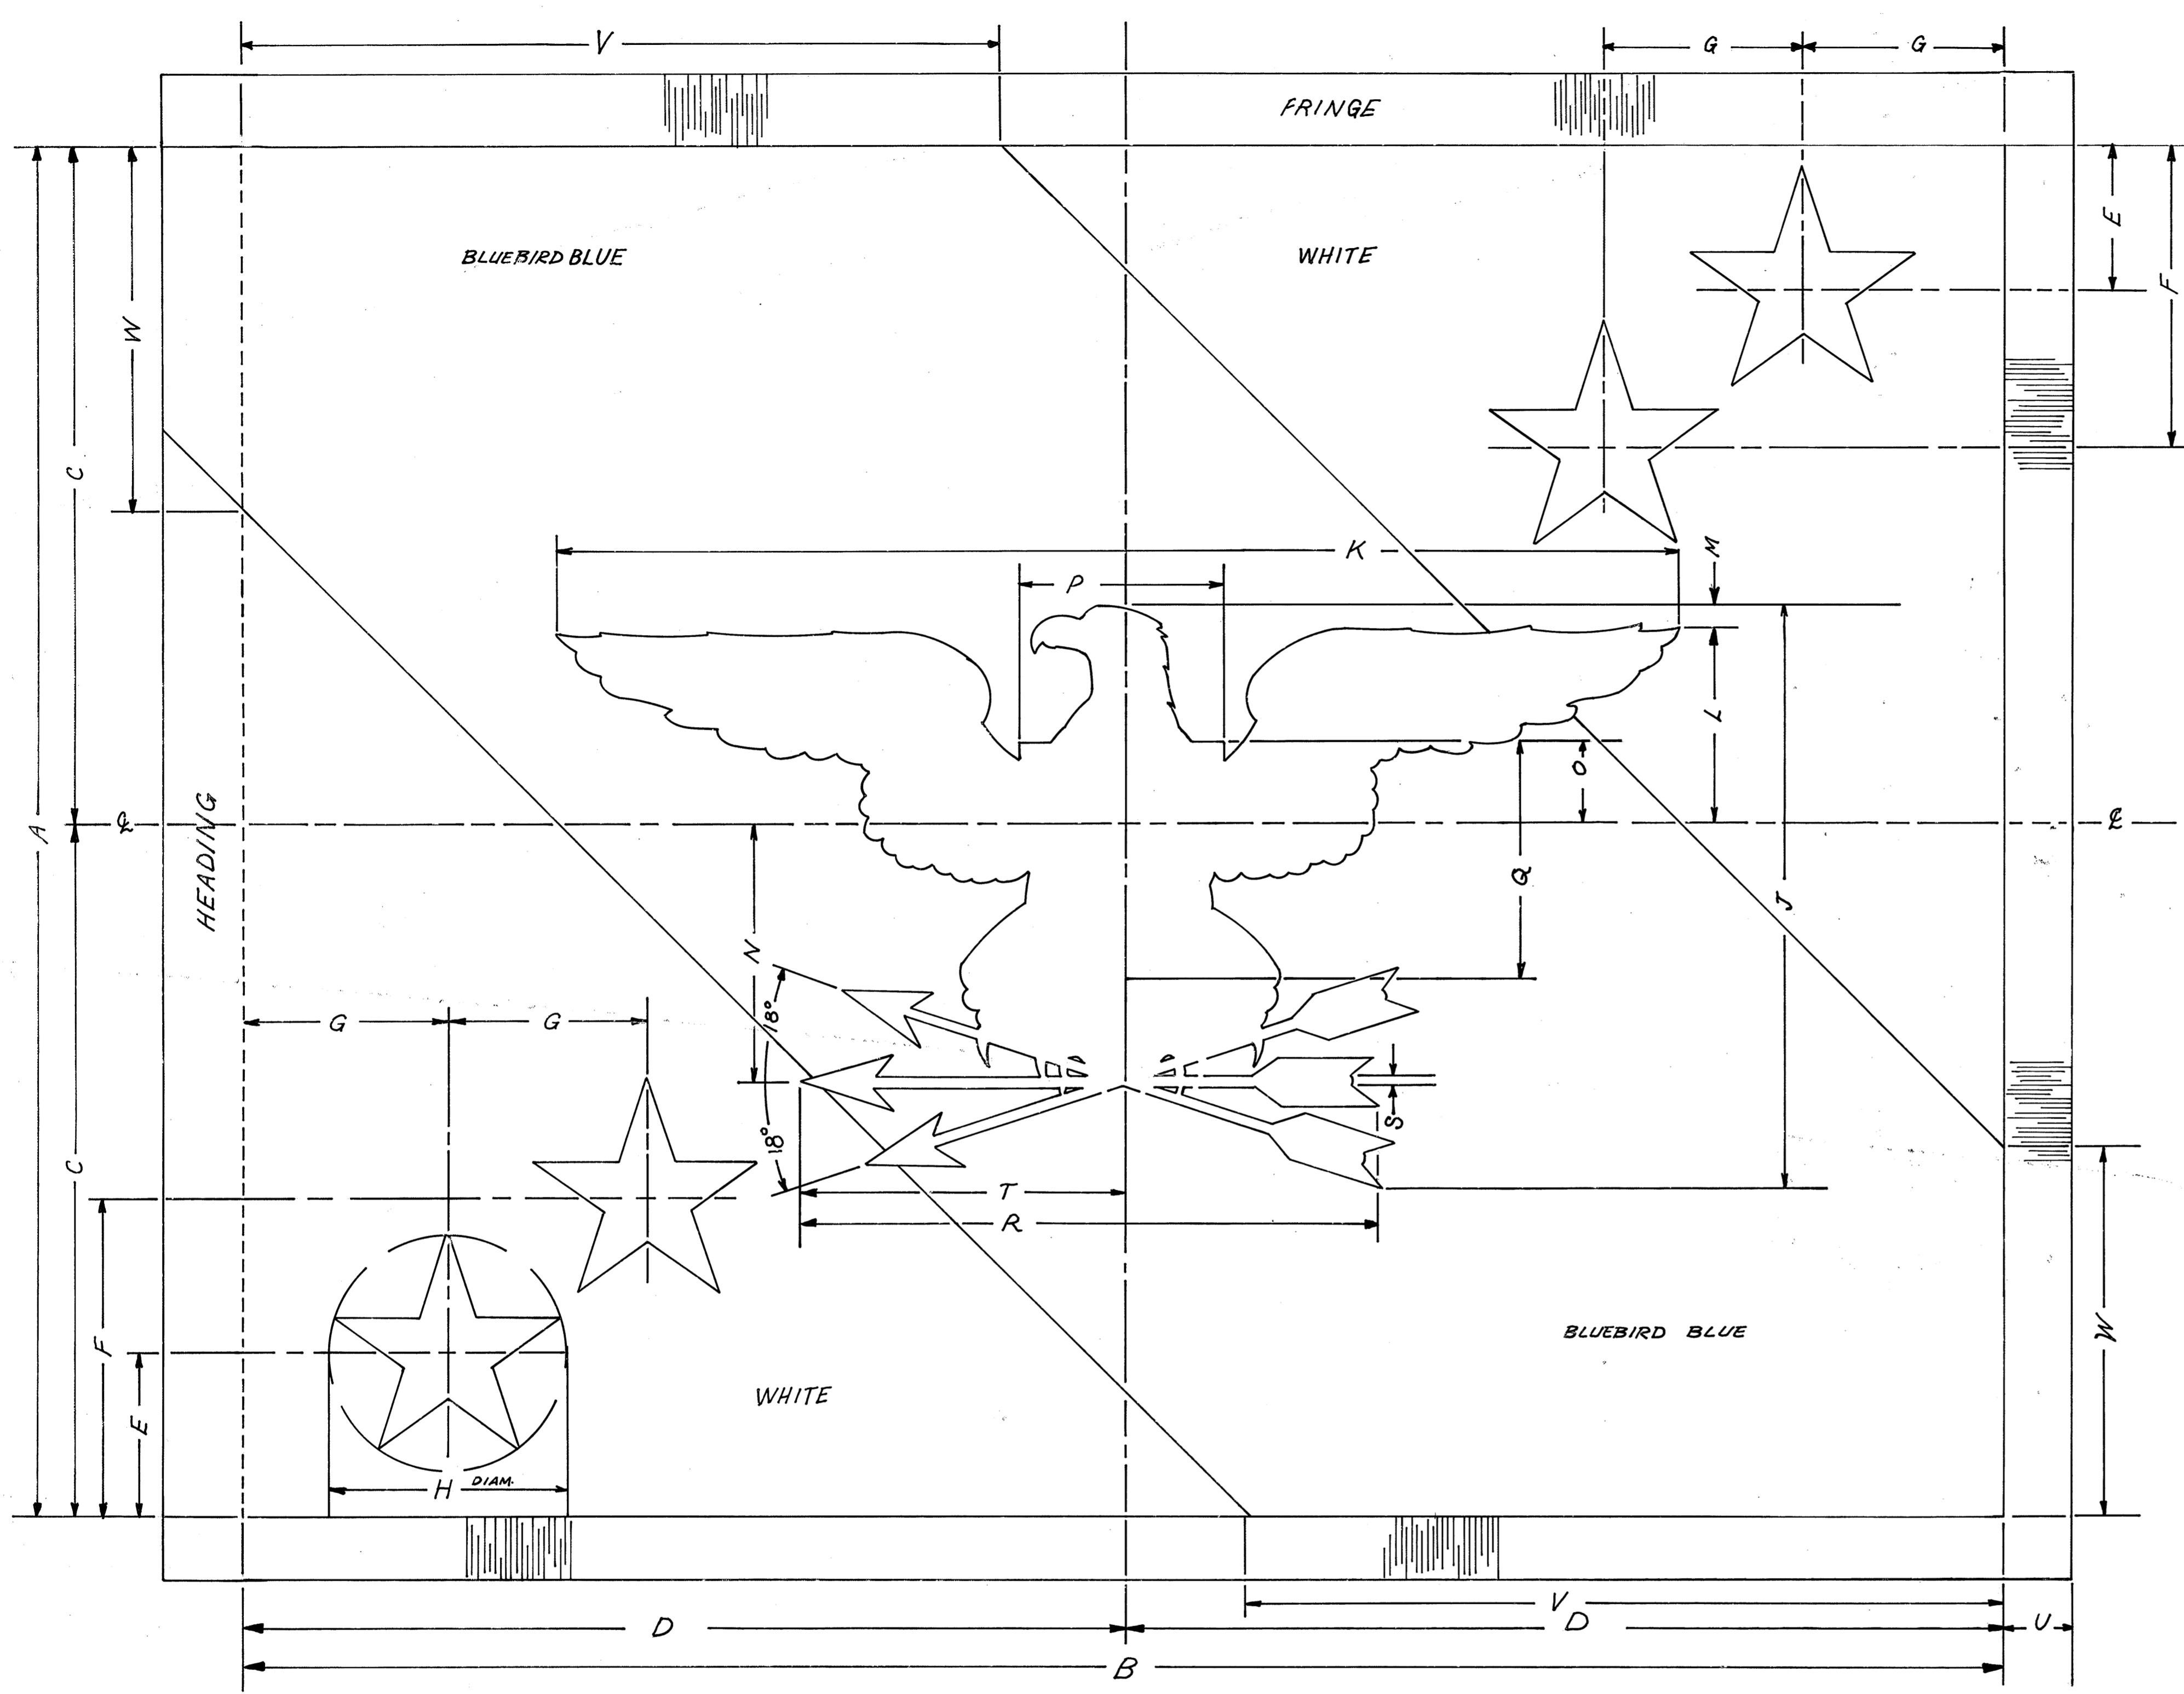 V
G
G
FRINGE
BLUEBIRD BLUE
WHITE
E
F
W
C
K
M
P
L
O
A
℄
℄
HEADING
Q
J
N
18°
G
G
S
18°
C
T
R
W
F
E
BLUEBIRD BLUE
WHITE
H DIAM.
V
D
D
U
B